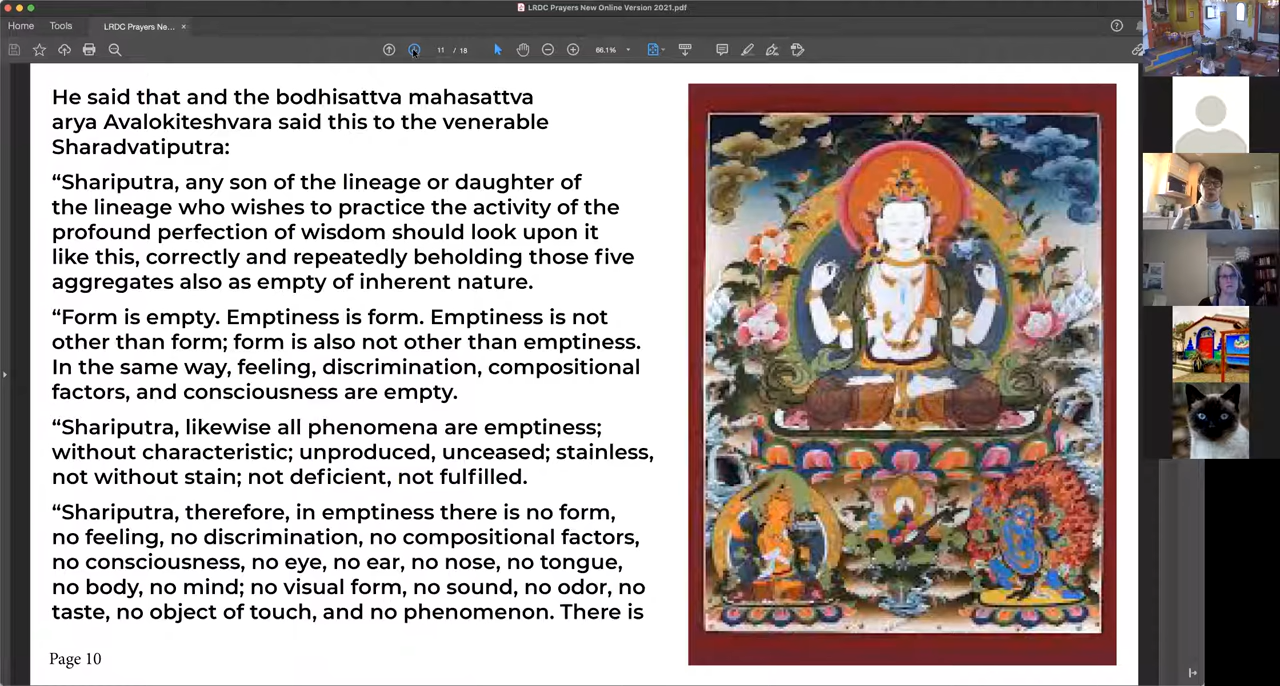 LRDC Prayers New Online Version 2021.pdf
Home Tools LRDC Prayers Ne... ×
11 / 18 66.1%
He said that and the bodhisattva mahasattva
arya Avalokiteshvara said this to the venerable
Sharadvatiputra:
“Shariputra, any son of the lineage or daughter of
the lineage who wishes to practice the activity of the
profound perfection of wisdom should look upon it
like this, correctly and repeatedly beholding those five
aggregates also as empty of inherent nature.
“Form is empty. Emptiness is form. Emptiness is not
other than form; form is also not other than emptiness.
In the same way, feeling, discrimination, compositional
factors, and consciousness are empty.
“Shariputra, likewise all phenomena are emptiness;
without characteristic; unproduced, unceased; stainless,
not without stain; not deficient, not fulfilled.
“Shariputra, therefore, in emptiness there is no form,
no feeling, no discrimination, no compositional factors,
no consciousness, no eye, no ear, no nose, no tongue,
no body, no mind; no visual form, no sound, no odor, no
taste, no object of touch, and no phenomenon. There is
Page 10